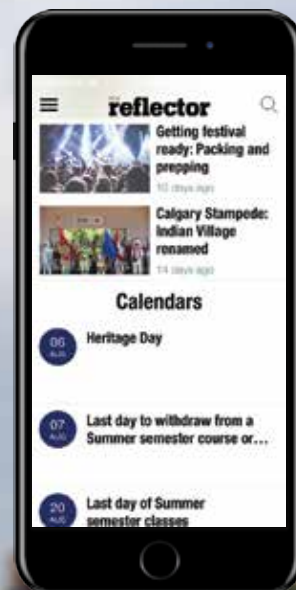 the
reflector
Getting festival
ready: Packing and
prepping
10 days ago
Calgary Stampede:
Indian Village
renamed
14 days ago
Calendars
06
AUG
Heritage Day
07
AUG
Last day to withdraw from a
Summer semester course or...
20
AUG
Last day of Summer
semester classes